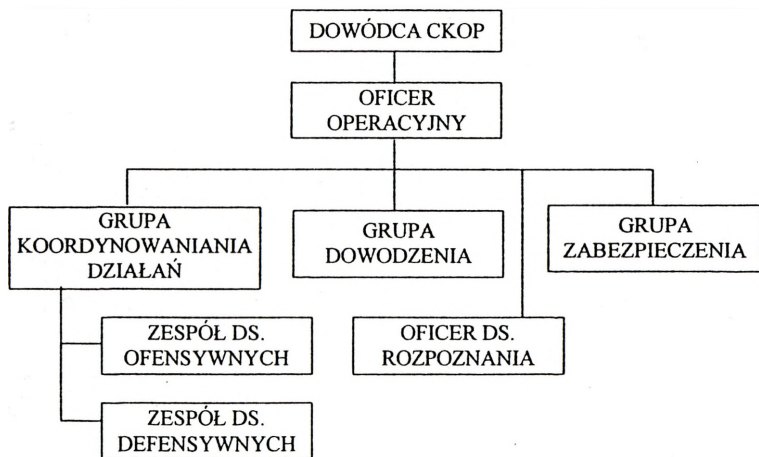 DOWÓDCA CKOP
OFICER
OPERACYJNY
GRUPA
KOORDYNOWANIANIA
DZIAŁAŃ
GRUPA
DOWODZENIA
GRUPA
ZABEZPIECZENIA
ZESPÓŁ DS.
OFENSYWNYCH
OFICER DS.
ROZPOZNANIA
ZESPÓŁ DS.
DEFENSYWNYCH